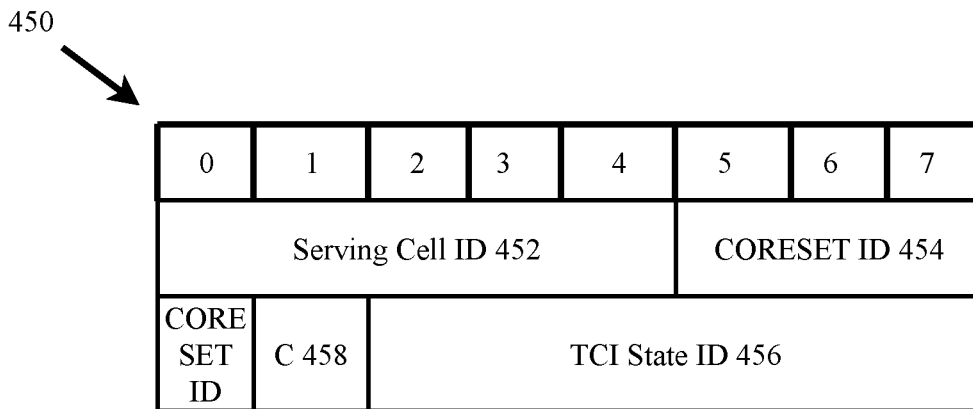 450
0 1 2 3 4 5 6 7
Serving Cell ID 452 CORESET ID 454
CORE
SET
ID
C 458 TCI State ID 456